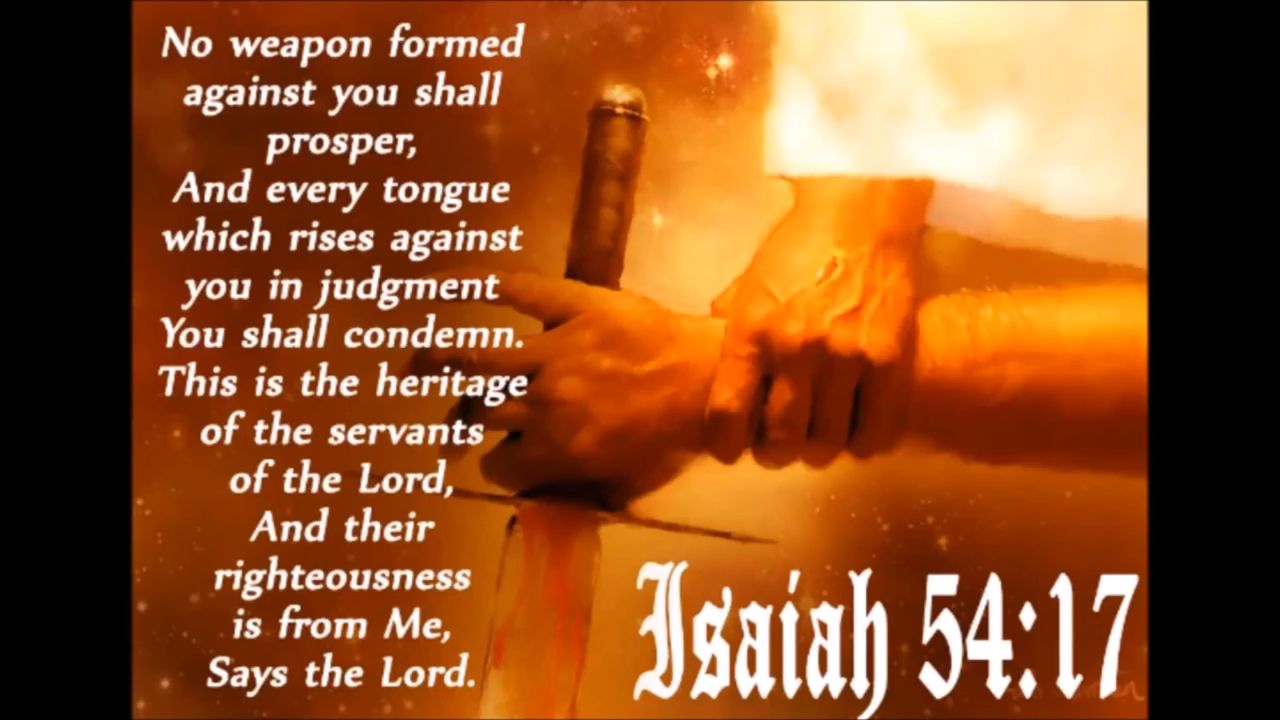 No weapon formed
against you shall
prosper,
And every tongue
which rises against
you in judgment
You shall condemn.
This is the heritage
of the servants
of the Lord,
And their
righteousness
is from Me,
Says the Lord.
Isaiah 54:17